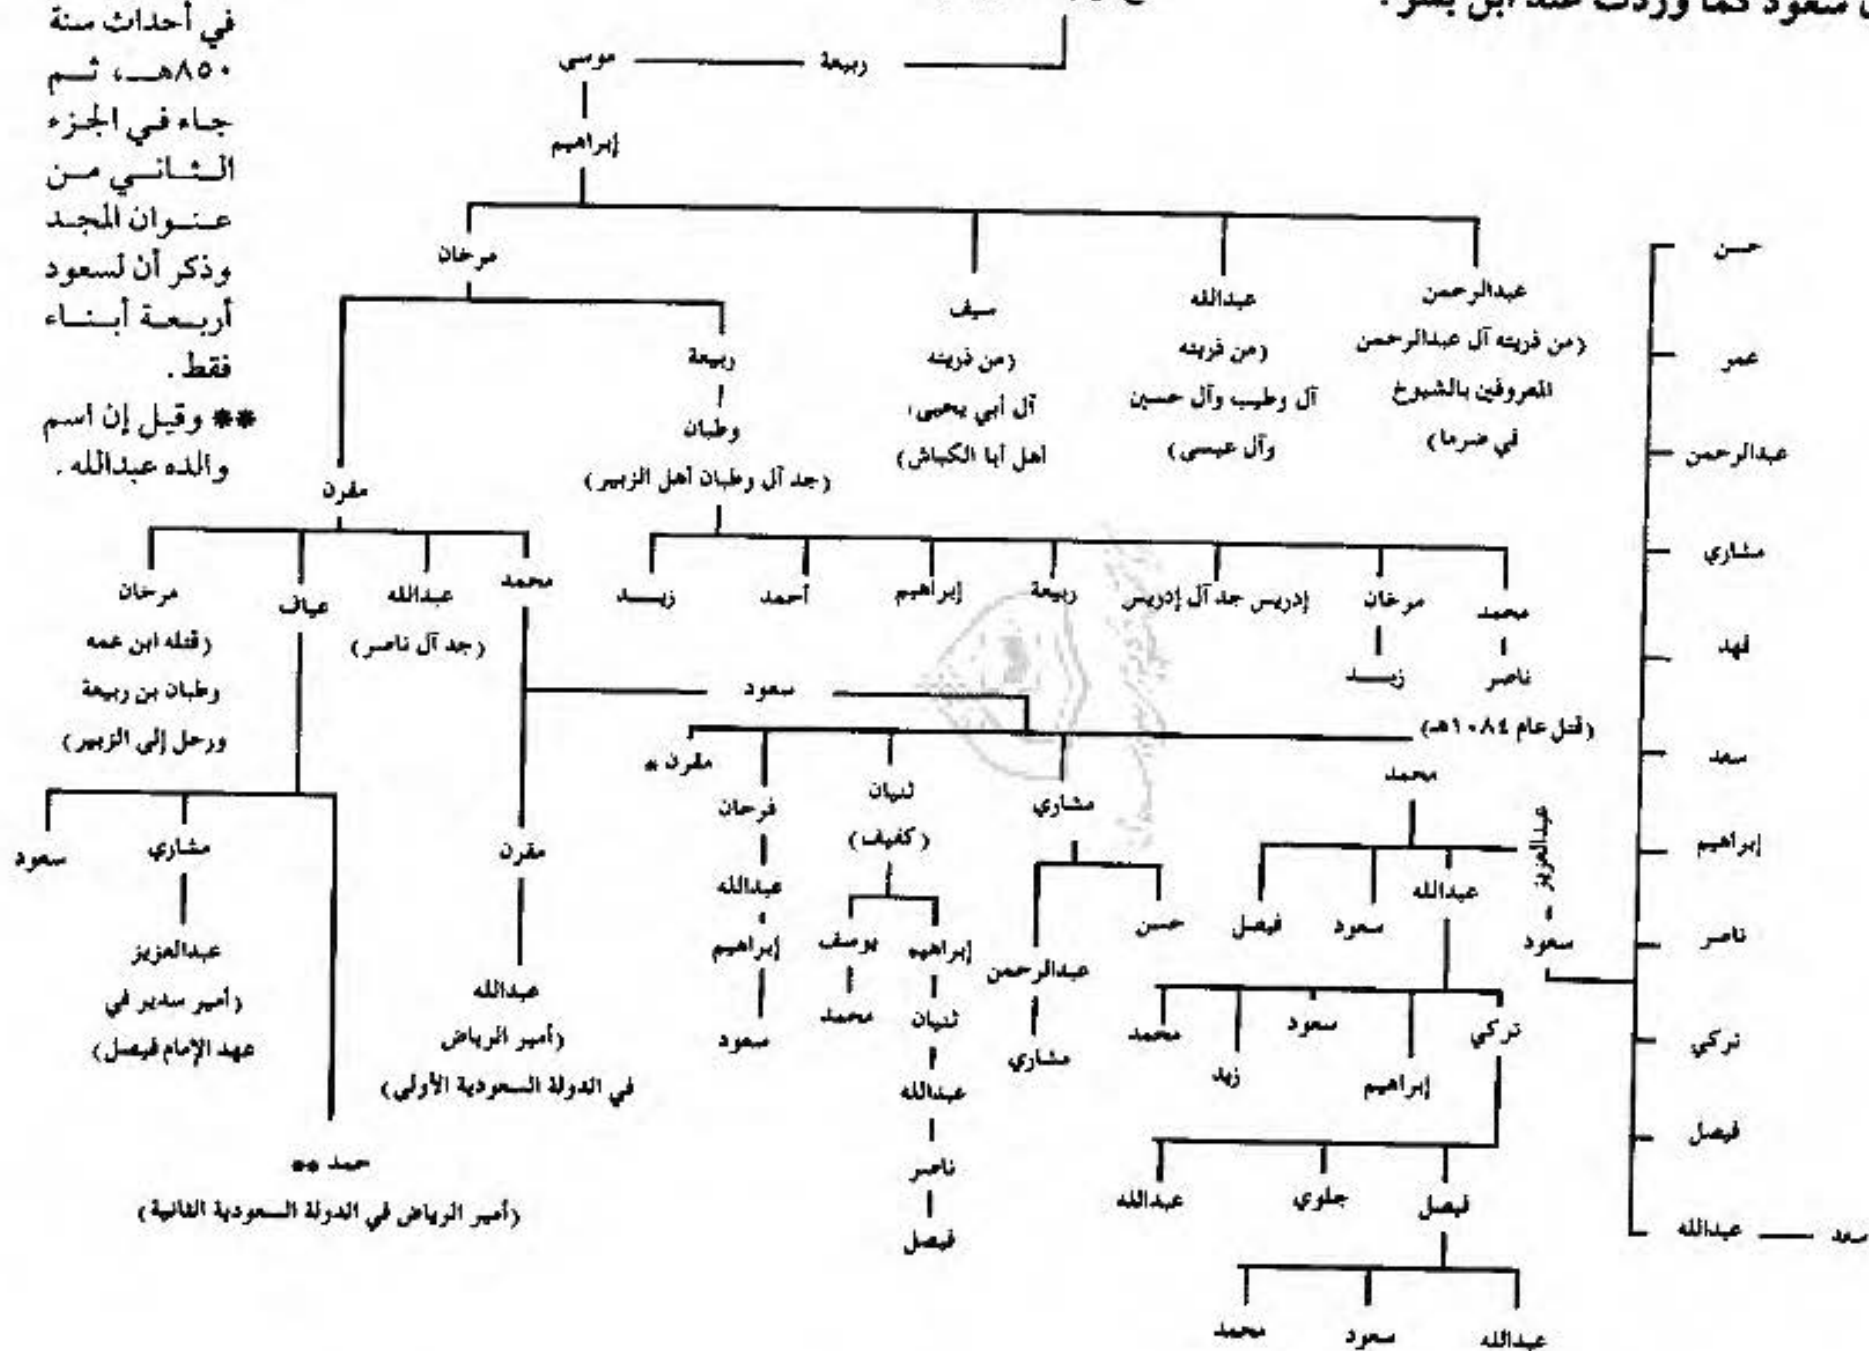 سعود كما وردت عند ابن بشر :
في أحداث سنة
٨٥٠هـ، ثم
جاء في الجزء
الثاني من
عنوان المجد
وذكر أن لسعود
أربعة أبناء
فقط .
** وقيل إن اسم
والده عبدالله .
ربيعة
موسى
إبراهيم
عبدالرحمن
(من ذريته آل عبدالرحمن
المعروفين بالشيوخ
في ضرما)
عبدالله
(من ذريته
آل وطيب وآل حسين
وآل عيسى)
سيف
(من ذريته
آل أبي يحيى،
أهل أبا الكباش)
مرخان
ربيعة
وطبان
(جد آل وطبان أهل الزبير)
مقرن
محمد
ناصر
(قتل عام ١٠٨٤هـ)
مرخان
زيد
إدريس جد آل إدريس
ربيعة
إبراهيم
أحمد
زيد
محمد
عبدالله
(جد آل ناصر)
عياف
مرخان
(قتله ابن عمه
وطبان بن ربيعة
ورحل إلى الزبير)
سعود
محمد
مشاري
ثنيان
(كفيف)
فرحان
مقرن *
مقرن
عبدالله
(أمير الرياض
في الدولة السعودية الأولى)
مشاري
سعود
عبدالعزيز
(أمير سدير في
عهد الإمام فيصل)
حمد **
(أمير الرياض في الدولة السعودية الثانية)
عبدالله
إبراهيم
سعود
إبراهيم
يوسف
محمد
ثنيان
عبدالله
ناصر
فيصل
حسن
عبدالرحمن
مشاري
عبدالعزيز
عبدالله
سعود
فيصل
سعود
تركي
إبراهيم
سعود
زيد
محمد
فيصل
جلوي
عبدالله
عبدالله
سعود
محمد
حسن
عمر
عبدالرحمن
مشاري
فهد
سعد
إبراهيم
ناصر
تركي
فيصل
عبدالله
سعد